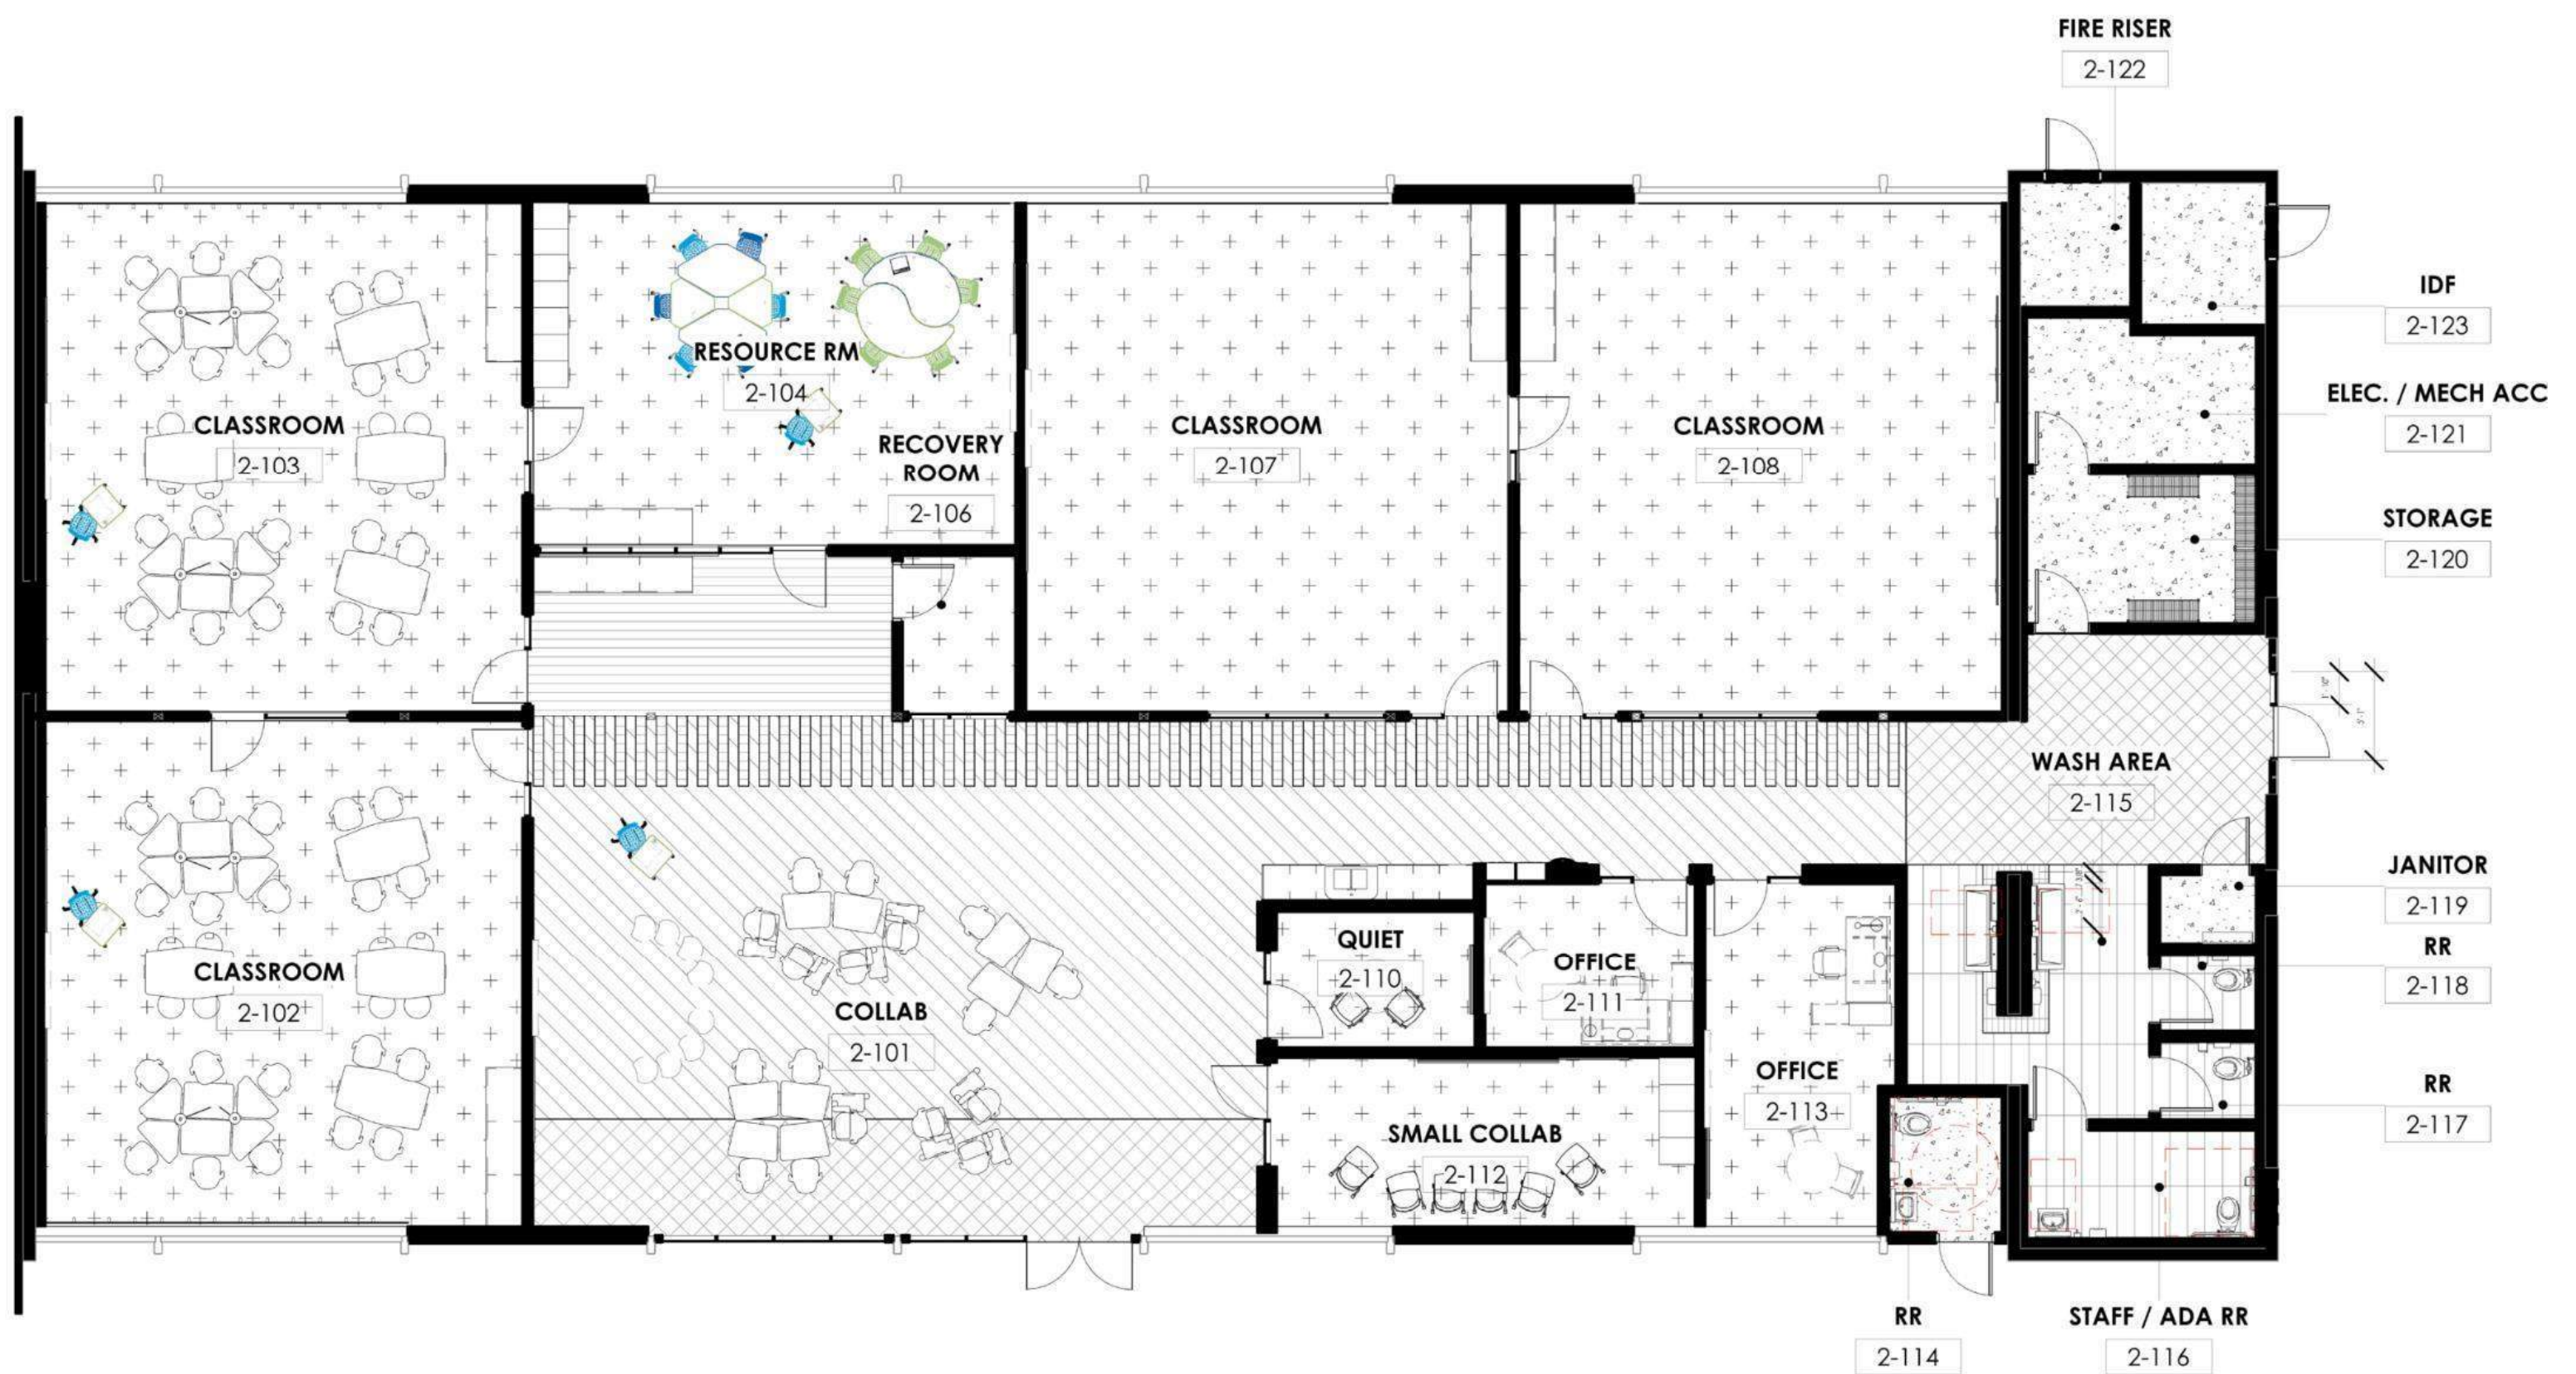 FIRE RISER
2-122
IDF
2-123
ELEC. / MECH ACC
2-121
STORAGE
2-120
CLASSROOM
2-103
RESOURCE RM
2-104
RECOVERY
ROOM
2-106
CLASSROOM
2-107
CLASSROOM
2-108
WASH AREA
2-115
JANITOR
2-119
RR
2-118
RR
2-117
CLASSROOM
2-102
COLLAB
2-101
QUIET
2-110
OFFICE
2-111
SMALL COLLAB
2-112
OFFICE
2-113
RR
2-114
STAFF / ADA RR
2-116